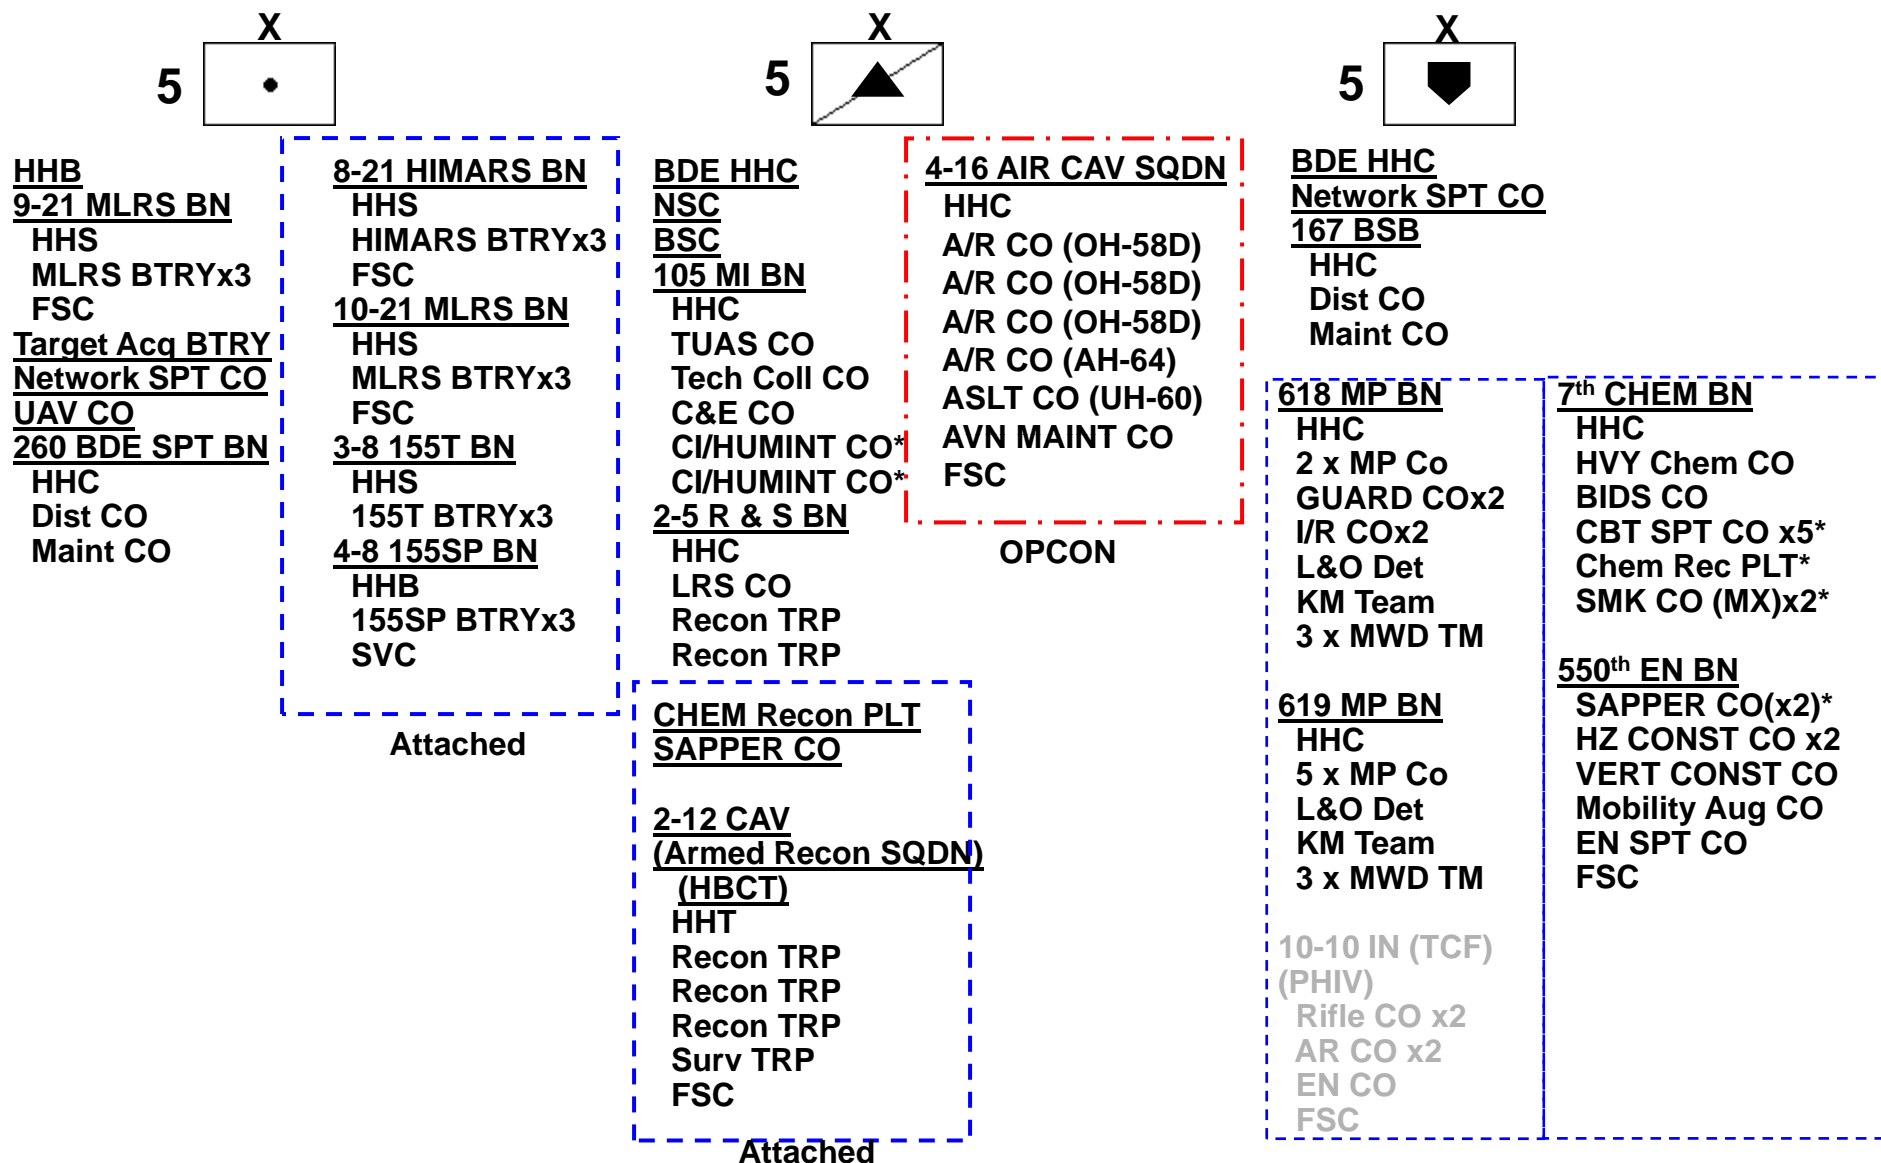 X
5
HHB
9-21 MLRS BN
HHS
MLRS BTRYx3
FSC
Target Acq BTRY
Network SPT CO
UAV CO
260 BDE SPT BN
HHC
Dist CO
Maint CO
8-21 HIMARS BN
HHS
HIMARS BTRYx3
FSC
10-21 MLRS BN
HHS
MLRS BTRYx3
FSC
3-8 155T BN
HHS
155T BTRYx3
4-8 155SP BN
HHB
155SP BTRYx3
SVC
Attached
X
5
BDE HHC
NSC
BSC
105 MI BN
HHC
TUAS CO
Tech Coll CO
C&E CO
CI/HUMINT CO*
CI/HUMINT CO*
2-5 R & S BN
HHC
LRS CO
Recon TRP
Recon TRP
CHEM Recon PLT
SAPPER CO
2-12 CAV
(Armed Recon SQDN)
(HBCT)
HHT
Recon TRP
Recon TRP
Recon TRP
Surv TRP
FSC
Attached
4-16 AIR CAV SQDN
HHC
A/R CO (OH-58D)
A/R CO (OH-58D)
A/R CO (OH-58D)
A/R CO (AH-64)
ASLT CO (UH-60)
AVN MAINT CO
FSC
OPCON
X
5
BDE HHC
Network SPT CO
167 BSB
HHC
Dist CO
Maint CO
618 MP BN
HHC
2 x MP Co
GUARD COx2
I/R COx2
L&O Det
KM Team
3 x MWD TM
619 MP BN
HHC
5 x MP Co
L&O Det
KM Team
3 x MWD TM
10-10 IN (TCF)
(PHIV)
Rifle CO x2
AR CO x2
EN CO
FSC
7th CHEM BN
HHC
HVY Chem CO
BIDS CO
CBT SPT CO x5*
Chem Rec PLT*
SMK CO (MX)x2*
550th EN BN
SAPPER CO(x2)*
HZ CONST CO x2
VERT CONST CO
Mobility Aug CO
EN SPT CO
FSC